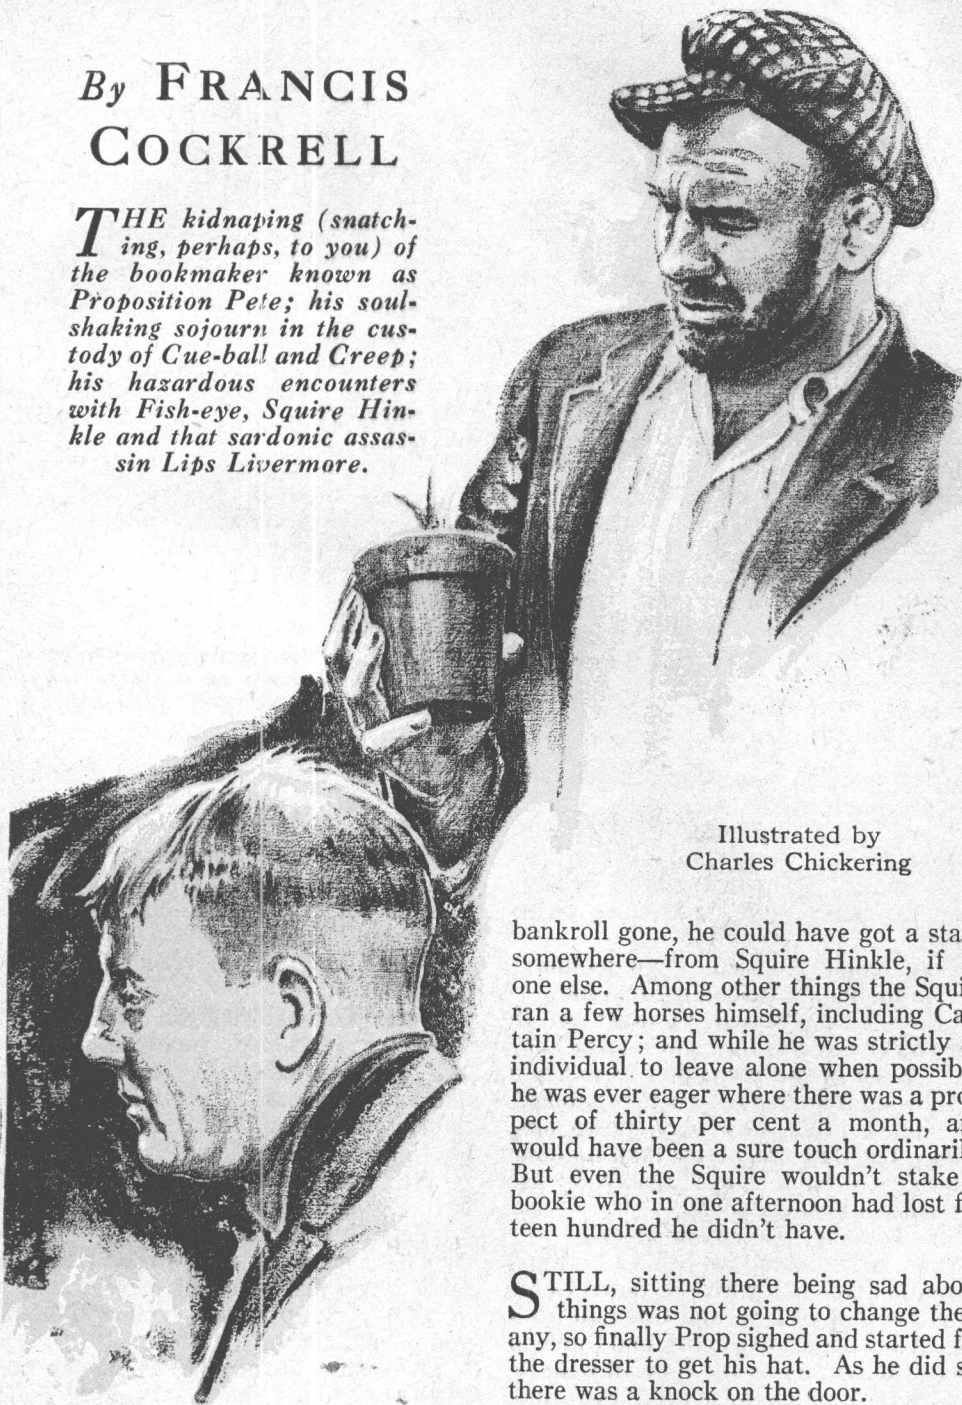 By FRANCIS
COCKRELL
THE kidnaping (snatch-
ing, perhaps, to you) of
the bookmaker known as
Proposition Pete; his soul-
shaking sojourn in the cus-
tody of Cue-ball and Creep;
his hazardous encounters
with Fish-eye, Squire Hin-
kle and that sardonic assas-
sin Lips Livermore.
Illustrated by
Charles Chickering
bankroll gone, he could have got a sta
somewhere—from Squire Hinkle, if
one else. Among other things the Squi
ran a few horses himself, including Ca
tain Percy; and while he was strictly
individual to leave alone when possib
he was ever eager where there was a pro
pect of thirty per cent a month, a
would have been a sure touch ordinaril
But even the Squire wouldn't stake
bookie who in one afternoon had lost f
teen hundred he didn't have.
STILL, sitting there being sad abo
things was not going to change the
any, so finally Prop sighed and started f
the dresser to get his hat. As he did s
there was a knock on the door.